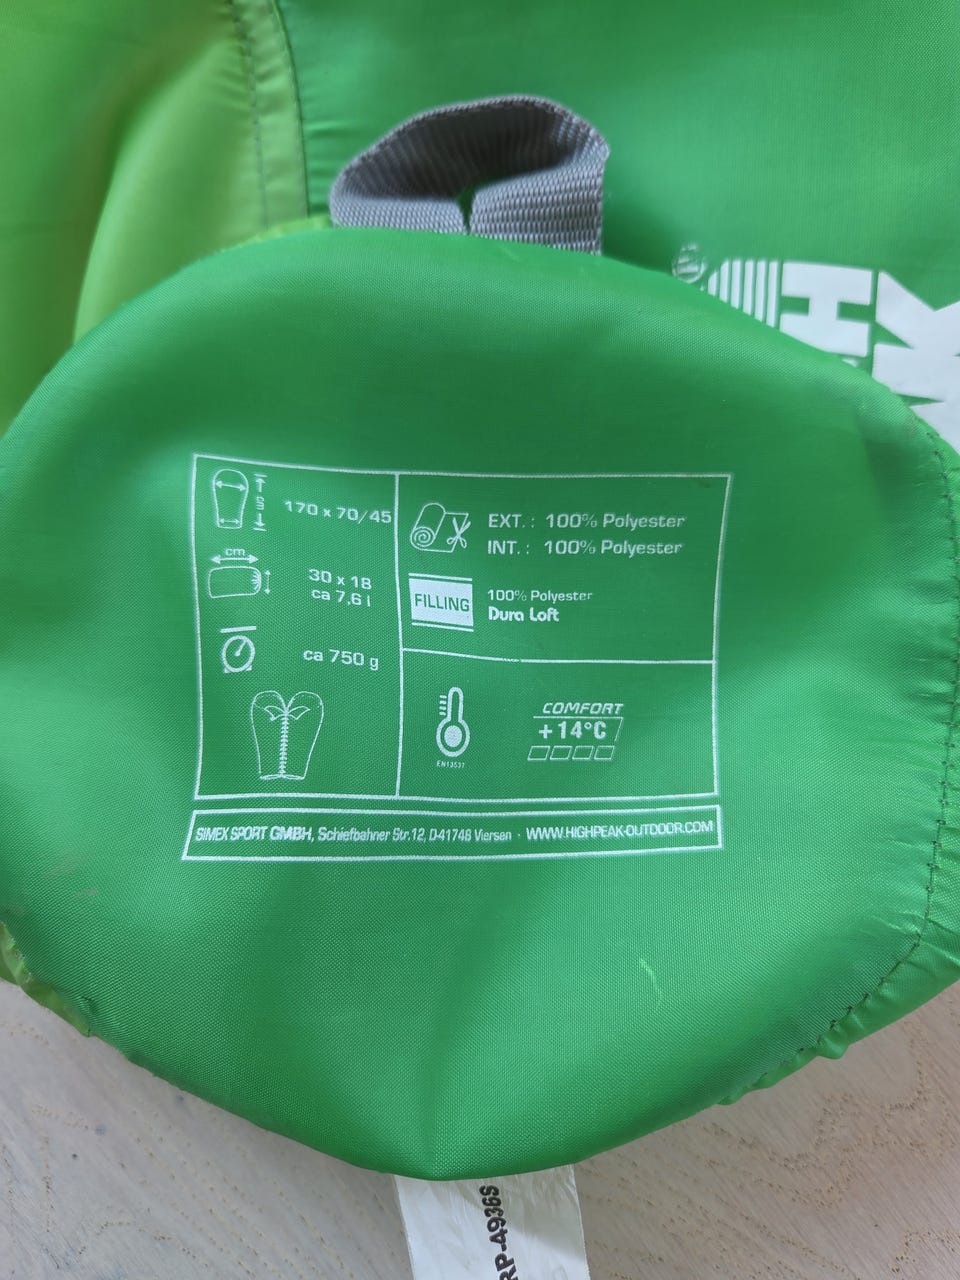 cm
170 x 70/45
cm
30 x 18
ca 7,6 l
ca 750 g
EXT. : 100% Polyester
INT. : 100% Polyester
FILLING
100% Polyester
Dura Loft
EN13537
COMFORT
+14°C
SIMEX SPORT GMBH, Schiefbahner Str.12, D-41748 Viersen · WWW.HIGHPEAK-OUTDOOR.COM
RP-4936S